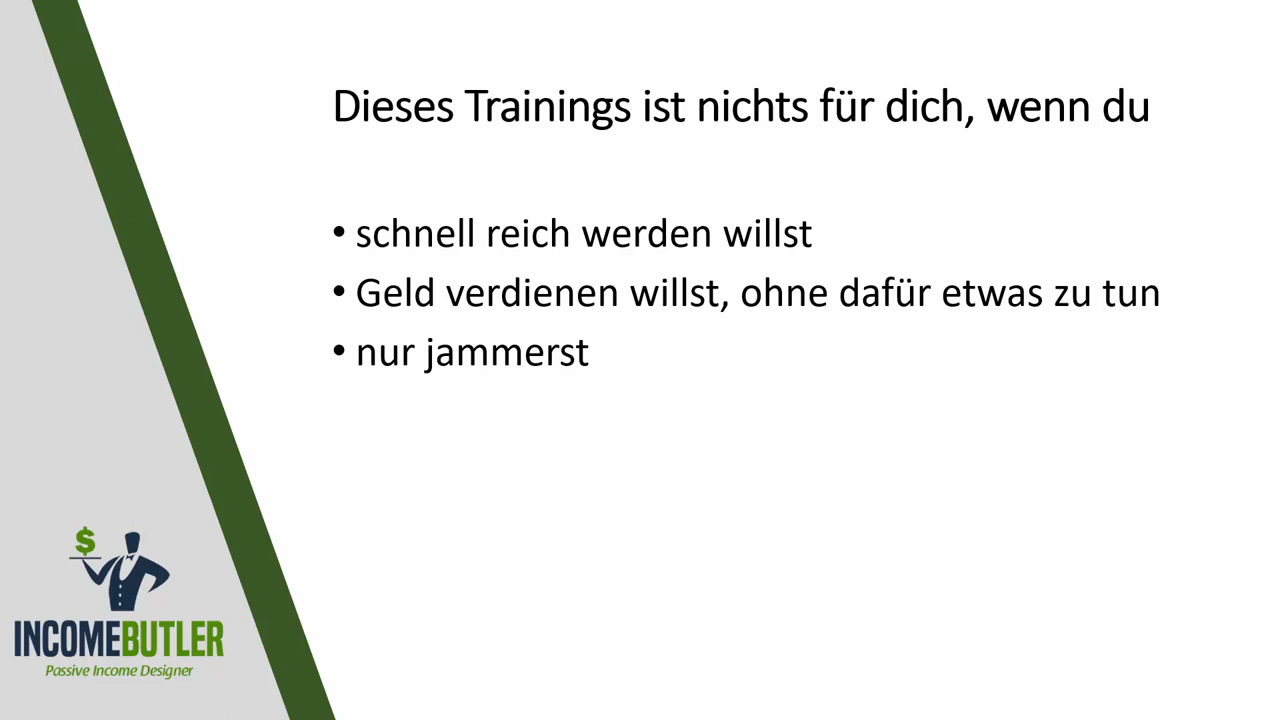 Dieses Trainings ist nichts für dich, wenn du
• schnell reich werden willst
• Geld verdienen willst, ohne dafür etwas zu tun
• nur jammerst
$
INCOMEBUTLER
Passive Income Designer